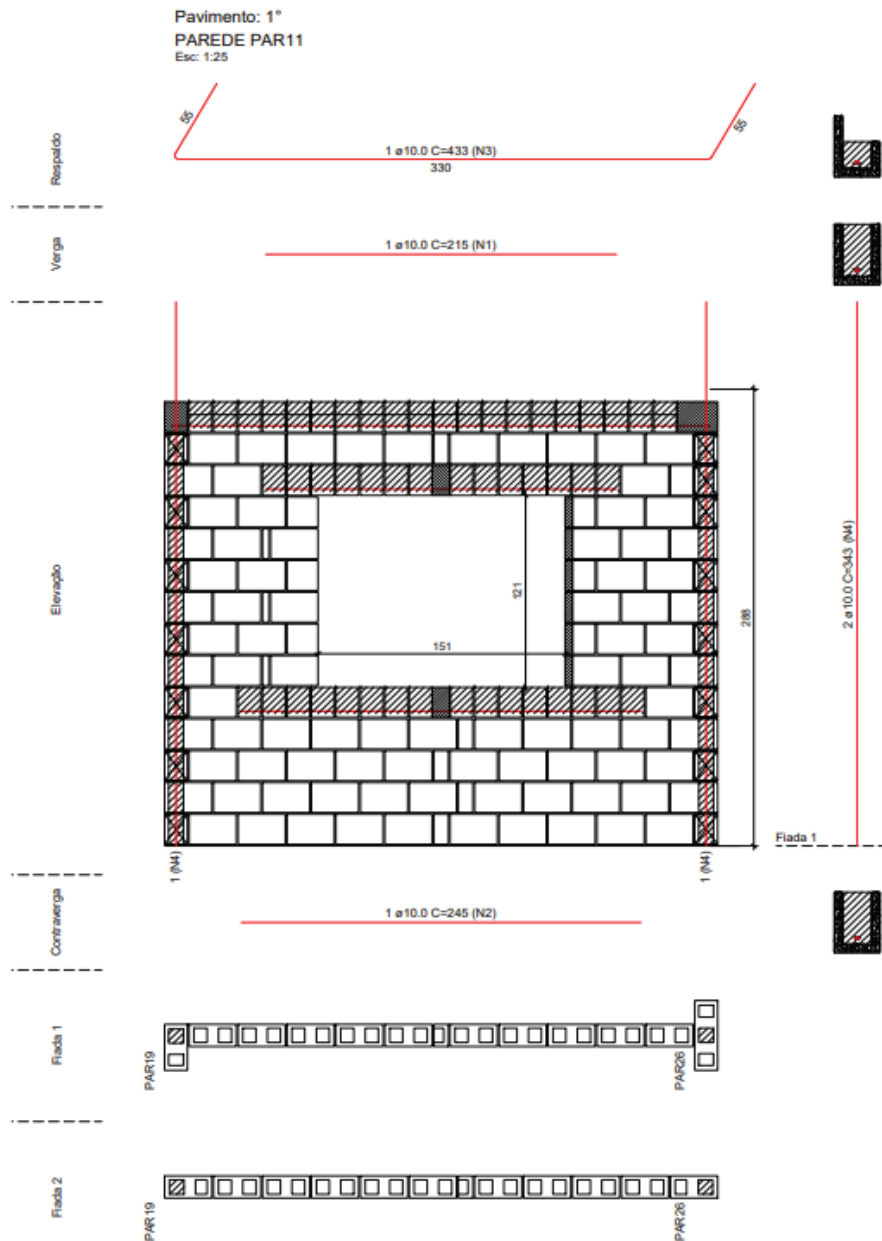 Pavimento: 1°
PAREDE PAR11
Esc: 1:25
Respaldo
55
1 ø10.0 C=433 (N3)
330
55
Verga
1 ø10.0 C=215 (N1)
Elevação
121
151
288
2 ø10.0 C=343 (N4)
Fiada 1
1 (N4)
1 (N4)
Contraverga
1 ø10.0 C=245 (N2)
Fiada 1
PAR19
PAR26
Fiada 2
PAR19
PAR26